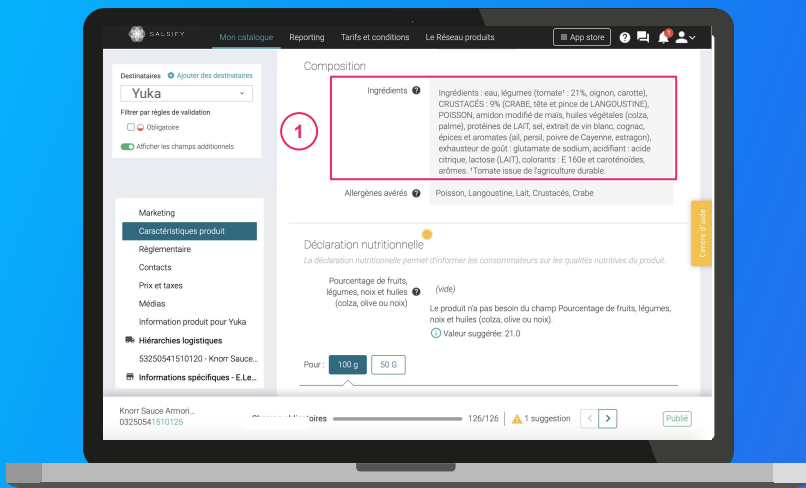 SALSIFY Mon catalogue Reporting Tarifs et conditions Le Réseau produits App store
Destinataires Ajouter des destinataires
Yuka
Filtrer par règles de validation
Obligatoire
Afficher les champs additionnels
Marketing
Caractéristiques produit
Règlementaire
Contacts
Prix et taxes
Médias
Information produit pour Yuka
Hiérarchies logistiques
53250541510120 - Knorr Sauce...
Informations spécifiques - E.Le...
Composition
1
Ingrédients
Ingrédients : eau, légumes (tomate¹ : 21%, oignon, carotte),
CRUSTACÉS : 9% (CRABE, tête et pince de LANGOUSTINE),
POISSON, amidon modifié de maïs, huiles végétales (colza,
palme), protéines de LAIT, sel, extrait de vin blanc, cognac,
épices et aromates (ail, persil, poivre de Cayenne, estragon),
exhausteur de goût : glutamate de sodium, acidifiant : acide
citrique, lactose (LAIT), colorants : E 160e et caroténoïdes,
arômes. ¹Tomate issue de l'agriculture durable.
Allergènes avérés Poisson, Langoustine, Lait, Crustacés, Crabe
Centre d'aide
Déclaration nutritionnelle
La déclaration nutritionnelle permet d'informer les consommateurs sur les qualités nutritives du produit.
Pourcentage de fruits,
légumes, noix et huiles
(colza, olive ou noix)
(vide)
Le produit n'a pas besoin du champ Pourcentage de fruits, légumes,
noix et huiles (colza, olive ou noix).
Valeur suggérée: 21.0
Pour : 100 g 50 G
Knorr Sauce Armori...
03250541510125
126/126 1 suggestion Publié